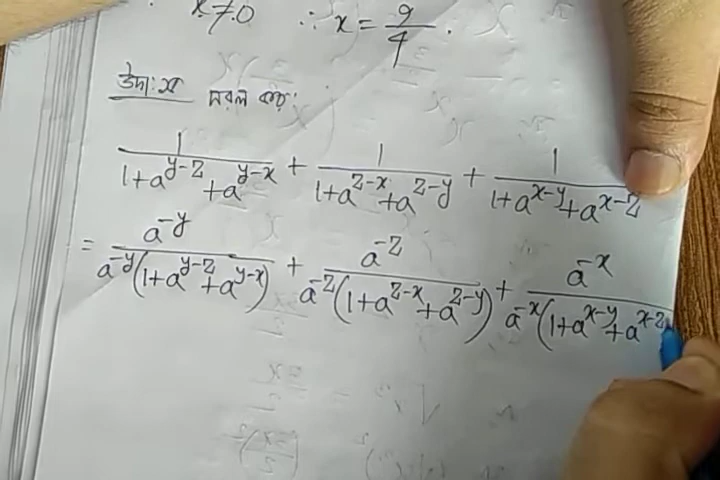 x ≠ 0 ∴ x = 9/4 .
উদা: সরল কর:
1/(1+a^(y-z)+a^(y-x)) + 1/(1+a^(z-x)+a^(z-y)) + 1/(1+a^(x-y)+a^(x-z))
= a^(-y)/(a^(-y)(1+a^(y-z)+a^(y-x))) + a^(-z)/(a^(-z)(1+a^(z-x)+a^(z-y))) + a^(-x)/(a^(-x)(1+a^(x-y)+a^(x-z